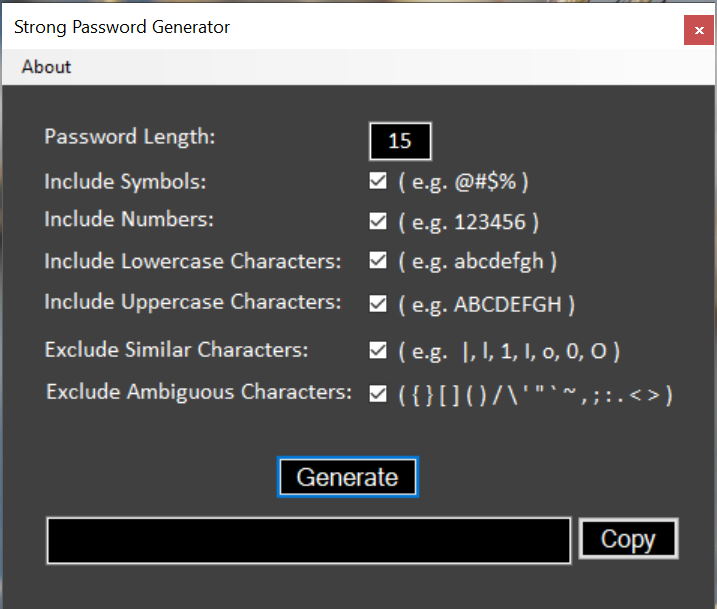 Strong Password Generator
x
About
Password Length: 15
Include Symbols: ( e.g. @#$% )
Include Numbers: ( e.g. 123456 )
Include Lowercase Characters: ( e.g. abcdefgh )
Include Uppercase Characters: ( e.g. ABCDEFGH )
Exclude Similar Characters: ( e.g. |, l, 1, I, o, 0, O )
Exclude Ambiguous Characters: ( { } [ ] ( ) / \ ' " ` ~ , ; : . < > )
Generate
Copy